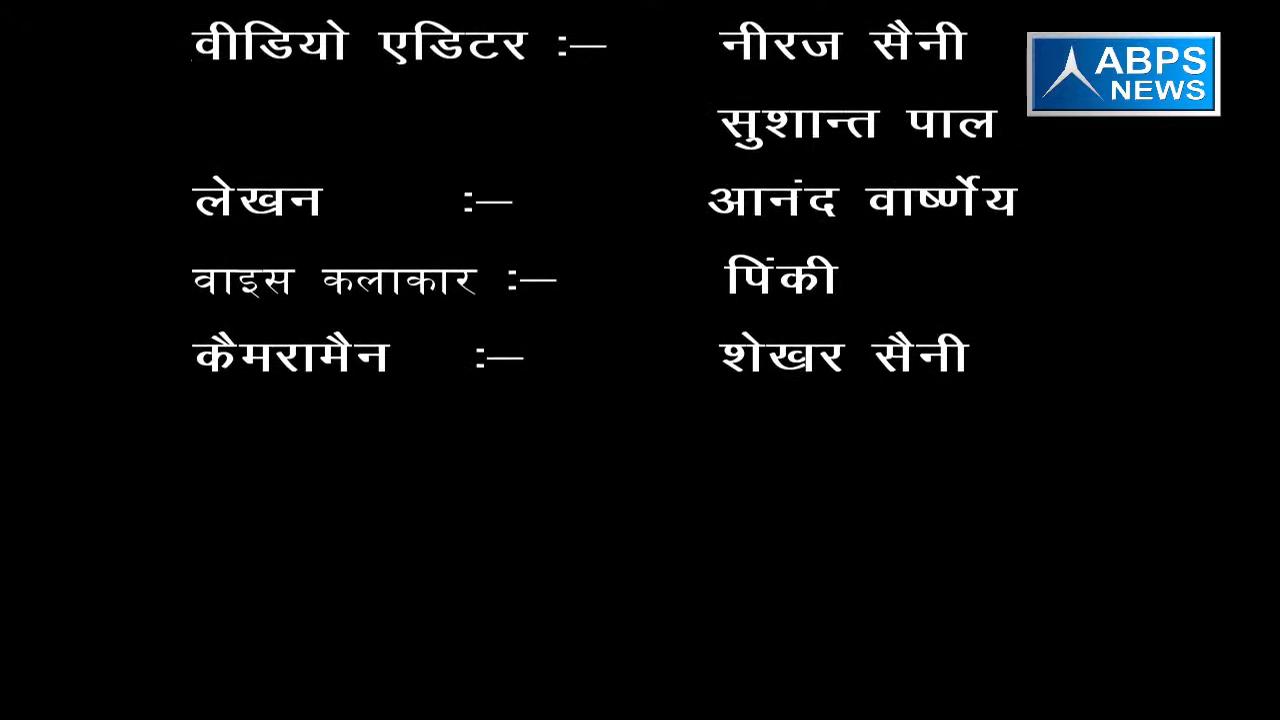 वीडियो एडिटर :– नीरज सैनी
ABPS
NEWS
सुशान्त पाल
लेखन :– आनंद वार्ष्णेय
वाइस कलाकार :– पिंकी
कैमरामैन :– शेखर सैनी